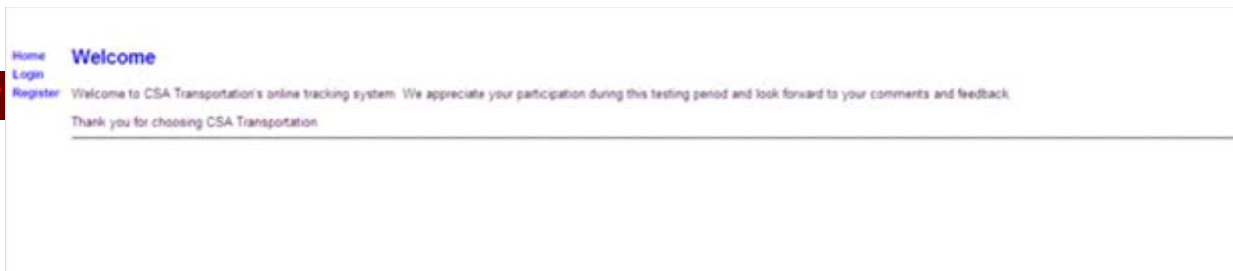 Home
Login
Register
Welcome
Welcome to CSA Transportation's online tracking system. We appreciate your participation during this testing period and look forward to your comments and feedback.
Thank you for choosing CSA Transportation